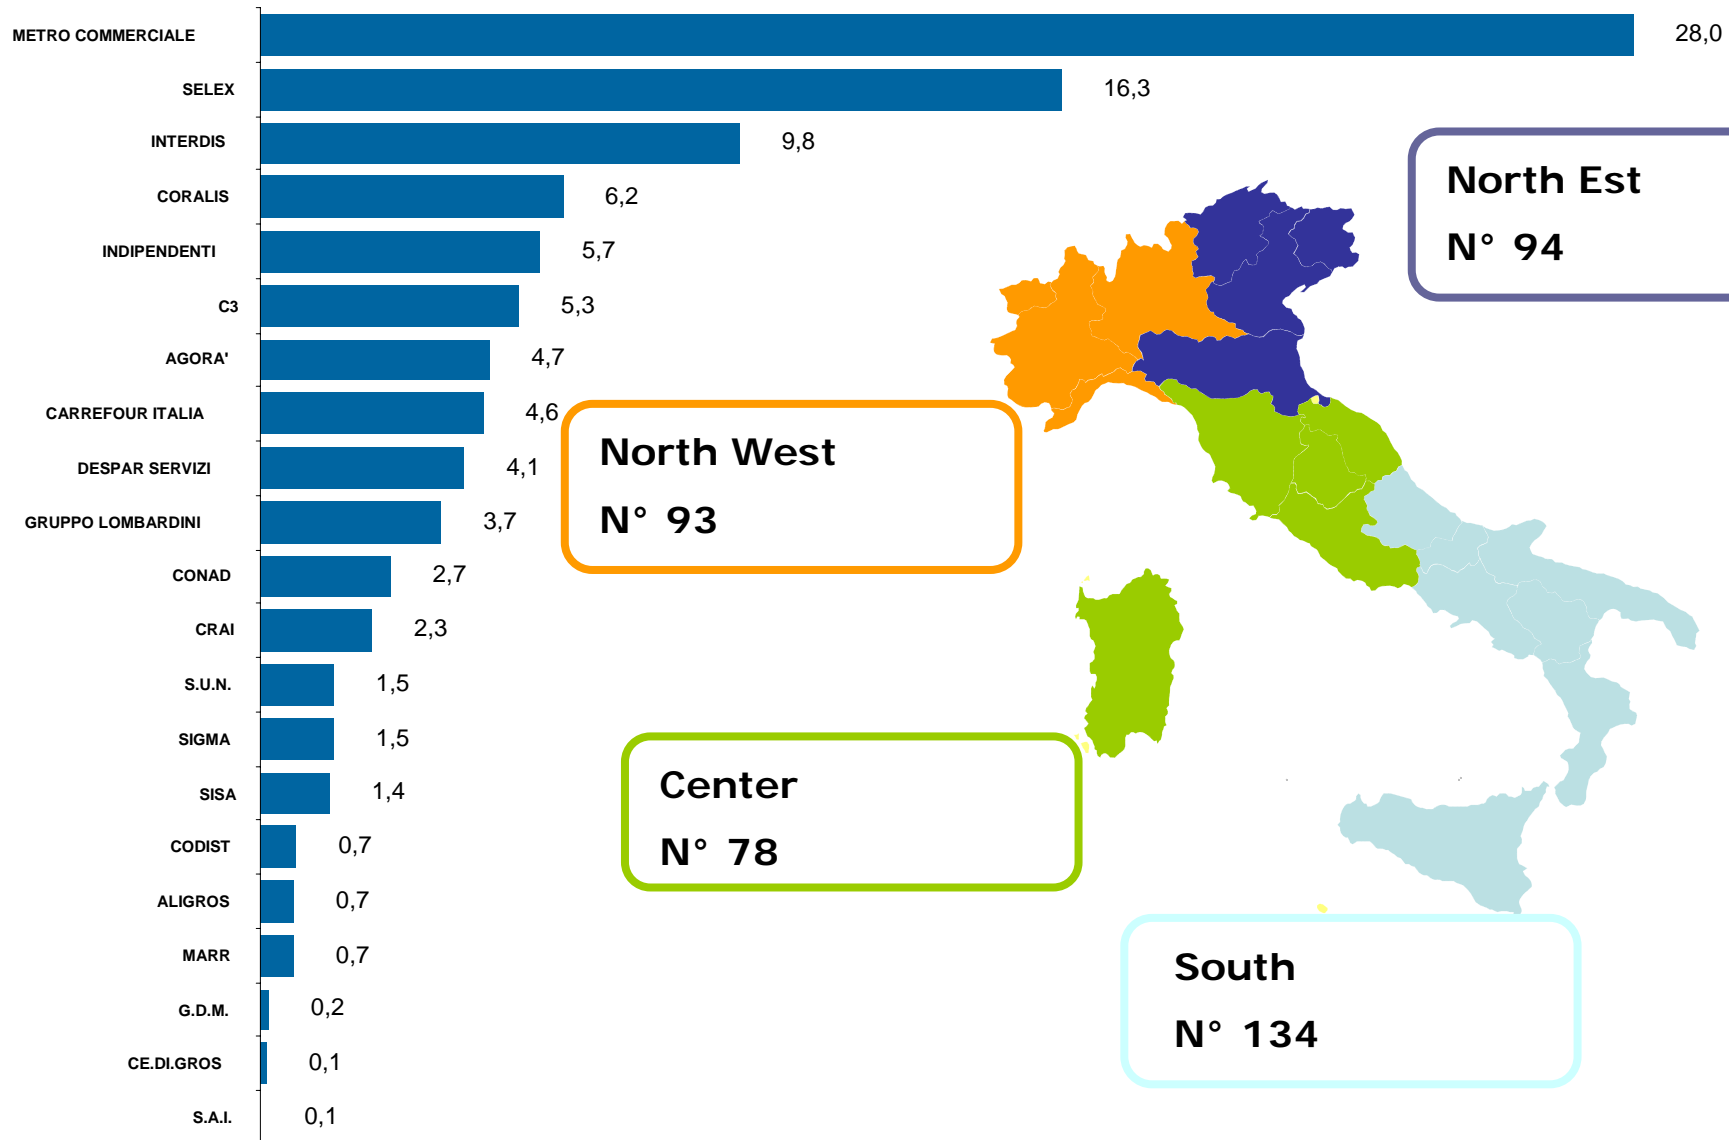 METRO COMMERCIALE 28,0
SELEX 16,3
INTERDIS 9,8
CORALIS 6,2
INDIPENDENTI 5,7
C3 5,3
AGORA' 4,7
CARREFOUR ITALIA 4,6
DESPAR SERVIZI 4,1
GRUPPO LOMBARDINI 3,7
CONAD 2,7
CRAI 2,3
S.U.N. 1,5
SIGMA 1,5
SISA 1,4
CODIST 0,7
ALIGROS 0,7
MARR 0,7
G.D.M. 0,2
CE.DI.GROS 0,1
S.A.I. 0,1
North Est
N° 94
North West
N° 93
Center
N° 78
South
N° 134